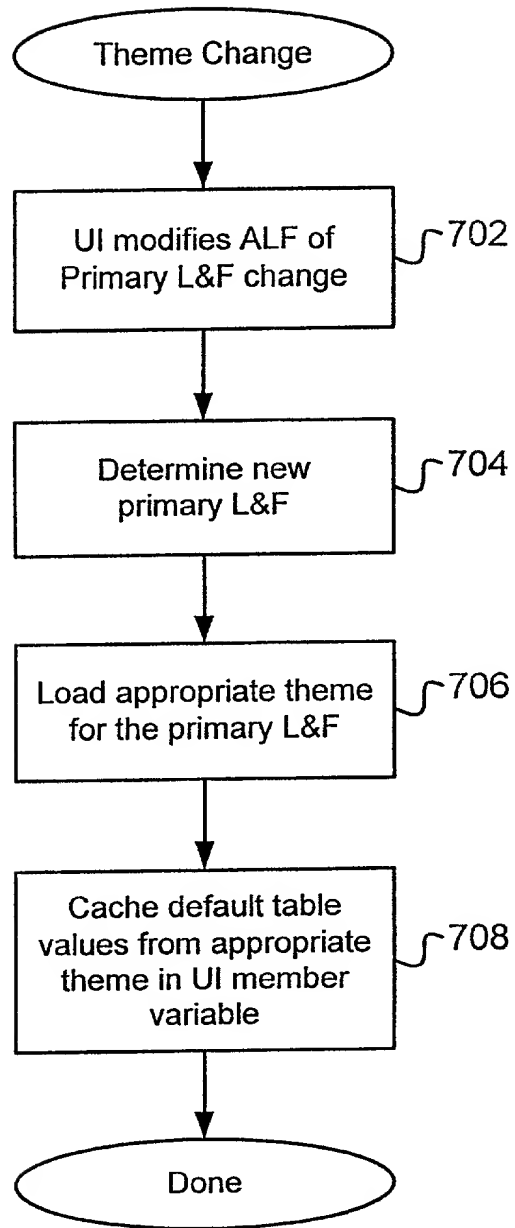 Theme Change
UI modifies ALF of
Primary L&F change
702
Determine new
primary L&F
704
Load appropriate theme
for the primary L&F
706
Cache default table
values from appropriate
theme in UI member
variable
708
Done